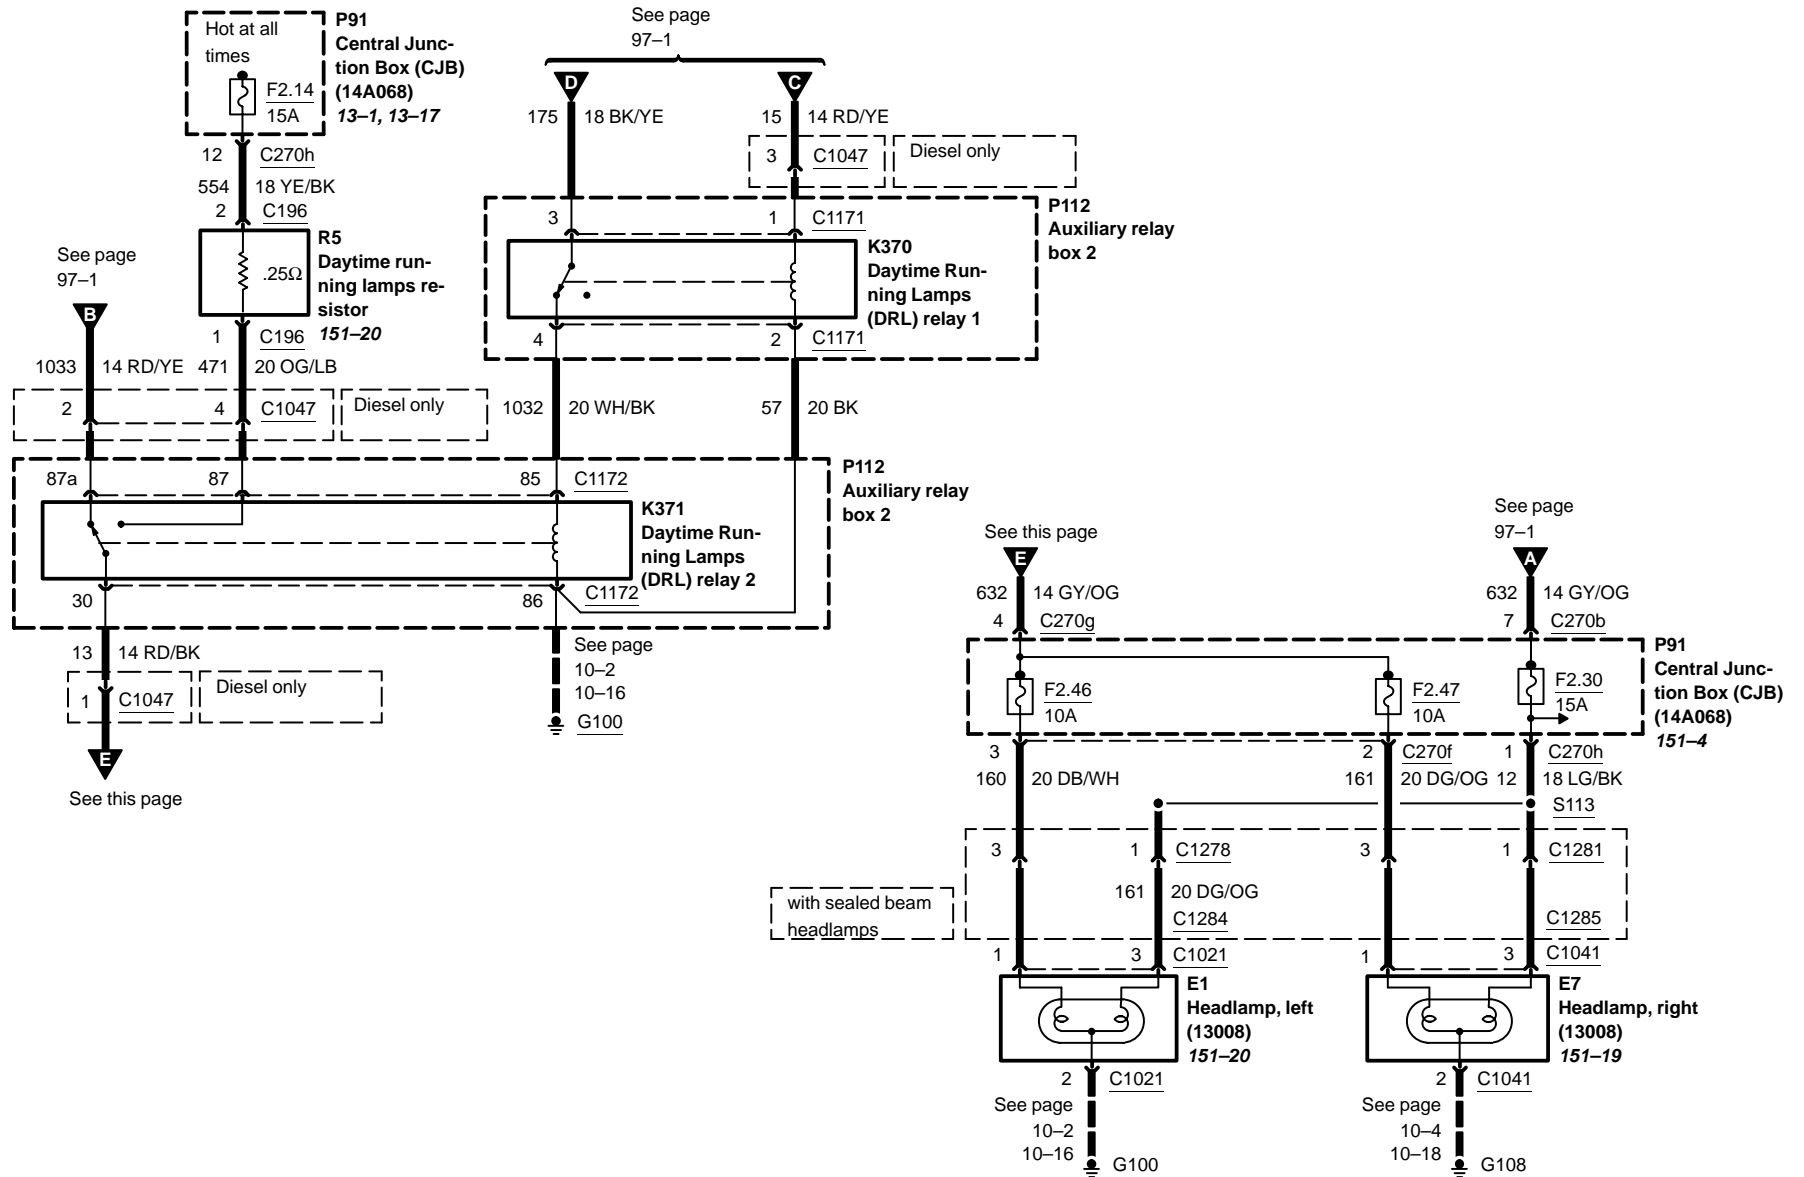 Hot at all
times
F2.14
15A
P91
Central Junc-
tion Box (CJB)
(14A068)
13–1, 13–17
12
C270h
554
18 YE/BK
2
C196
R5
Daytime run-
ning lamps re-
sistor
151–20
.25Ω
1
C196
471
20 OG/LB
See page
97–1
B
1033
14 RD/YE
2
4
C1047
Diesel only
See page
97–1
D
C
175
18 BK/YE
15
14 RD/YE
3
C1047
Diesel only
P112
Auxiliary relay
box 2
3
1
C1171
K370
Daytime Run-
ning Lamps
(DRL) relay 1
4
2
C1171
1032
20 WH/BK
57
20 BK
P112
Auxiliary relay
box 2
87a
87
85
C1172
K371
Daytime Run-
ning Lamps
(DRL) relay 2
30
86
C1172
13
14 RD/BK
1
C1047
Diesel only
E
See this page
See page
10–2
10–16
G100
See this page
E
632
14 GY/OG
4
C270g
See page
97–1
A
632
14 GY/OG
7
C270b
P91
Central Junc-
tion Box (CJB)
(14A068)
151–4
F2.46
10A
F2.47
10A
F2.30
15A
3
2
C270f
1
C270h
160
20 DB/WH
161
20 DG/OG
12
18 LG/BK
S113
3
1
C1278
3
1
C1281
161
20 DG/OG
C1284
C1285
with sealed beam
headlamps
1
3
C1021
1
3
C1041
E1
Headlamp, left
(13008)
151–20
E7
Headlamp, right
(13008)
151–19
2
C1021
2
C1041
See page
10–2
10–16
G100
See page
10–4
10–18
G108